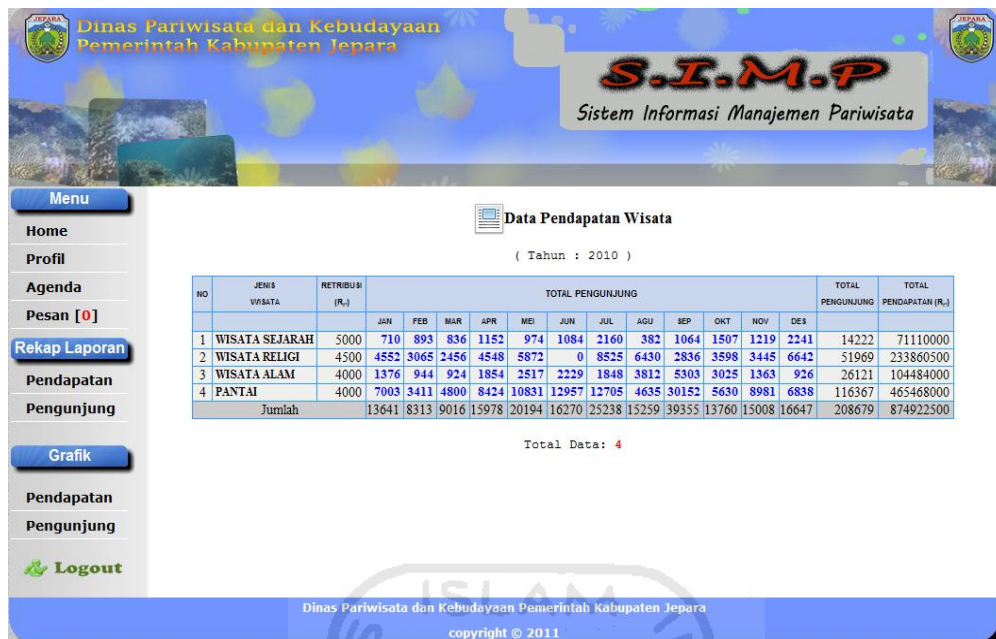 JEPARA
Dinas Pariwisata dan Kebudayaan
Pemerintah Kabupaten Jepara
JEPARA
S.I.M.P
Sistem Informasi Manajemen Pariwisata
Menu
Home
Profil
Agenda
Pesan [0]
Rekap Laporan
Pendapatan
Pengunjung
Grafik
Pendapatan
Pengunjung
Logout
Data Pendapatan Wisata
( Tahun : 2010 )
NO JENIS WISATA RETRIBUSI (R,-) TOTAL PENGUNJUNG TOTAL PENGUNJUNG TOTAL PENDAPATAN (R,-)
JAN FEB MAR APR MEI JUN JUL AGU SEP OKT NOV DES
1 WISATA SEJARAH 5000 710 893 836 1152 974 1084 2160 382 1064 1507 1219 2241 14222 71110000
2 WISATA RELIGI 4500 4552 3065 2456 4548 5872 0 8525 6430 2836 3598 3445 6642 51969 233860500
3 WISATA ALAM 4000 1376 944 924 1854 2517 2229 1848 3812 5303 3025 1363 926 26121 104484000
4 PANTAI 4000 7003 3411 4800 8424 10831 12957 12705 4635 30152 5630 8981 6838 116367 465468000
Jumlah 13641 8313 9016 15978 20194 16270 25238 15259 39355 13760 15008 16647 208679 874922500
Total Data: 4
ISLAM
Dinas Pariwisata dan Kebudayaan Pemerintah Kabupaten Jepara
copyright © 2011